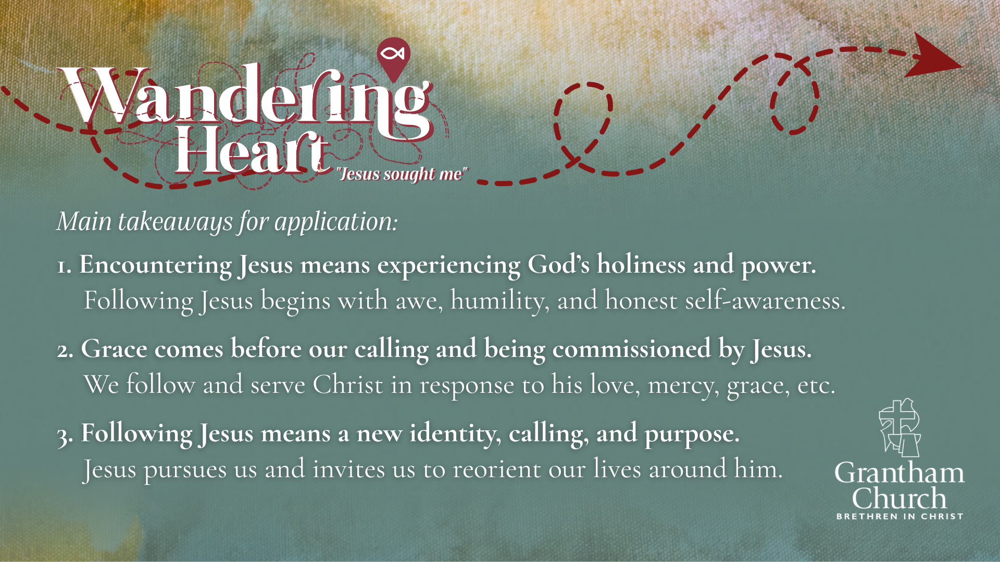 Wandering
Heart
"Jesus sought me"
Main takeaways for application:
1. Encountering Jesus means experiencing God’s holiness and power.
Following Jesus begins with awe, humility, and honest self-awareness.
2. Grace comes before our calling and being commissioned by Jesus.
We follow and serve Christ in response to his love, mercy, grace, etc.
3. Following Jesus means a new identity, calling, and purpose.
Jesus pursues us and invites us to reorient our lives around him.
Grantham
Church
BRETHREN IN CHRIST